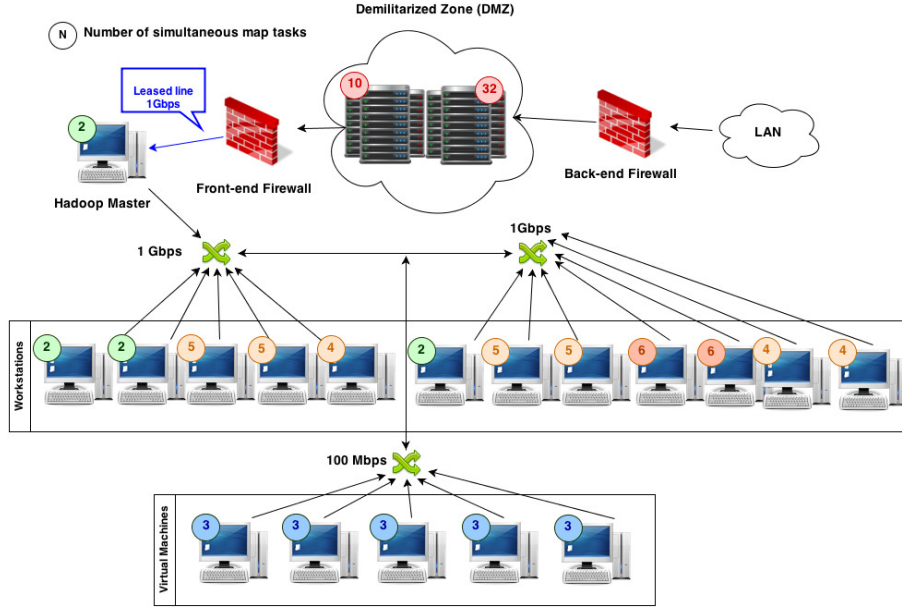 Demilitarized Zone (DMZ)
N Number of simultaneous map tasks
Leased line
1Gbps
10
32
2
LAN
Front-end Firewall
Back-end Firewall
Hadoop Master
1 Gbps
1Gbps
Workstations
2 2 5 5 4 2 5 5 6 6 4 4
100 Mbps
Virtual Machines
3 3 3 3 3